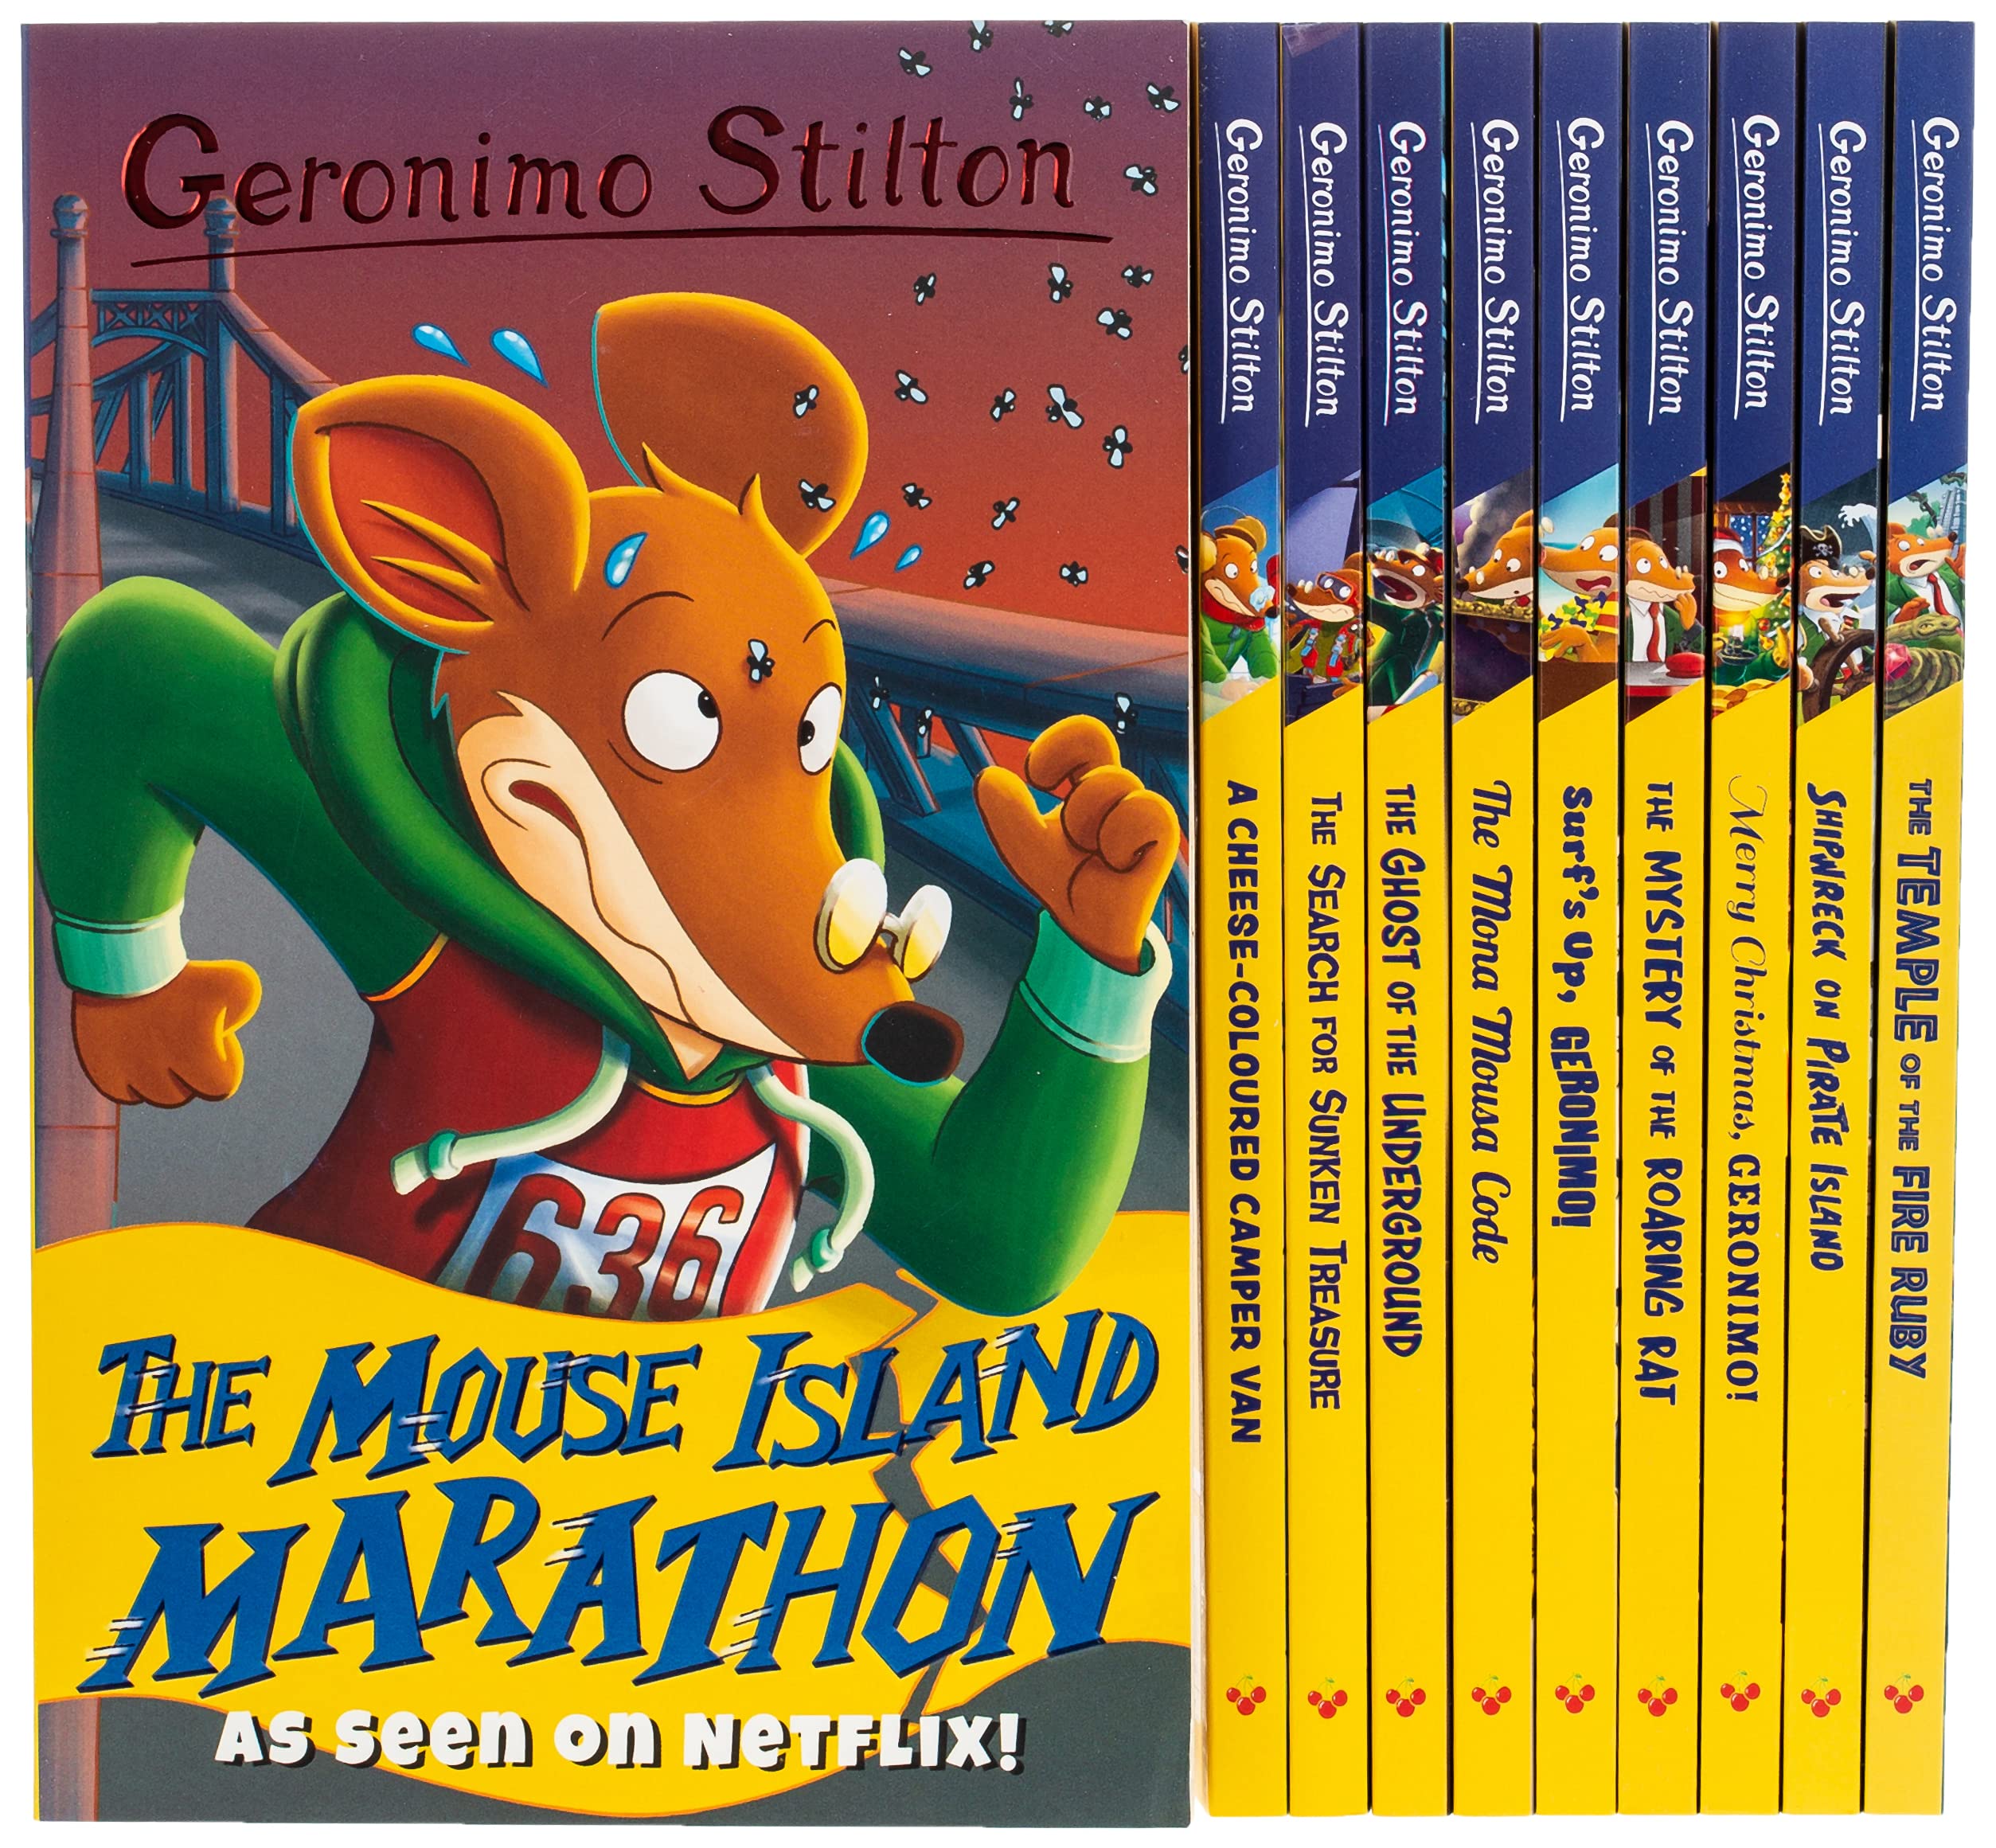 Geronimo Stilton
636
THE MOUSE ISLAND
MARATHON
AS SEEN ON NETFLIX!
Geronimo Stilton
A CHEESE-COLOURED CAMPER VAN
Geronimo Stilton
THE SEARCH FOR SUNKEN TREASURE
Geronimo Stilton
THE GHOST OF THE UNDERGROUND
Geronimo Stilton
The Mona Mousa Code
Geronimo Stilton
SURF'S UP, GERONIMO!
Geronimo Stilton
THE MYSTERY OF THE ROARING RAT
Geronimo Stilton
Merry Christmas, GERONIMO!
Geronimo Stilton
SHIPWRECK ON PIRATE ISLAND
Geronimo Stilton
THE TEMPLE OF THE FIRE RUBY